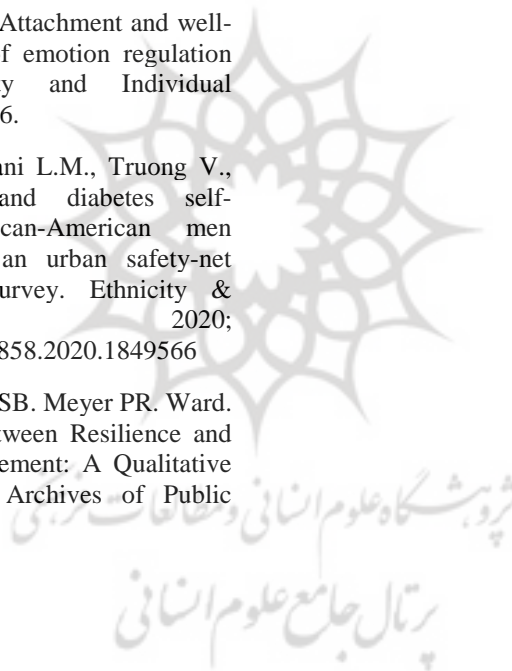 Attachment and well-
of emotion regulation
y and Individual
6.
ani L.M., Truong V.,
and diabetes self-
ican-American men
an urban safety-net
urvey. Ethnicity &
2020;
858.2020.1849566
SB. Meyer PR. Ward.
tween Resilience and
ement: A Qualitative
Archives of Public
پژوهشگاه علوم انسانی و مطالعات فرهنگی
پرتال جامع علوم انسانی